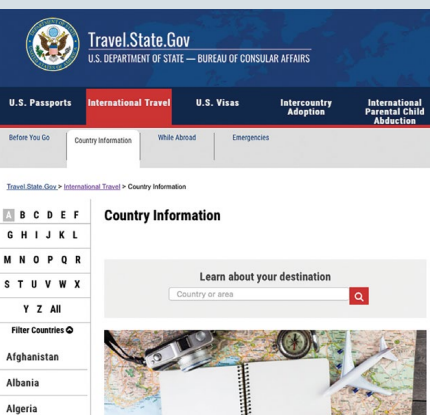 Travel.State.Gov
U.S. DEPARTMENT OF STATE — BUREAU OF CONSULAR AFFAIRS
U.S. Passports
International Travel
U.S. Visas
Intercountry
Adoption
International
Parental Child
Abduction
Before You Go
Country Information
While Abroad
Emergencies
Travel.State.Gov > International Travel > Country Information
A B C D E F
G H I J K L
M N O P Q R
S T U V W X
Y Z All
Filter Countries
Afghanistan
Albania
Algeria
Country Information
Learn about your destination
Country or area